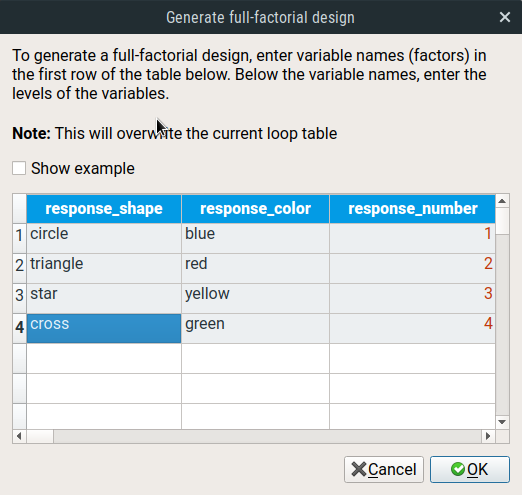 Generate full-factorial design
To generate a full-factorial design, enter variable names (factors) in
the first row of the table below. Below the variable names, enter the
levels of the variables.
Note: This will overwrite the current loop table
Show example
response_shape response_color response_number
1 circle blue 1
2 triangle red 2
3 star yellow 3
4 cross green 4
Cancel OK